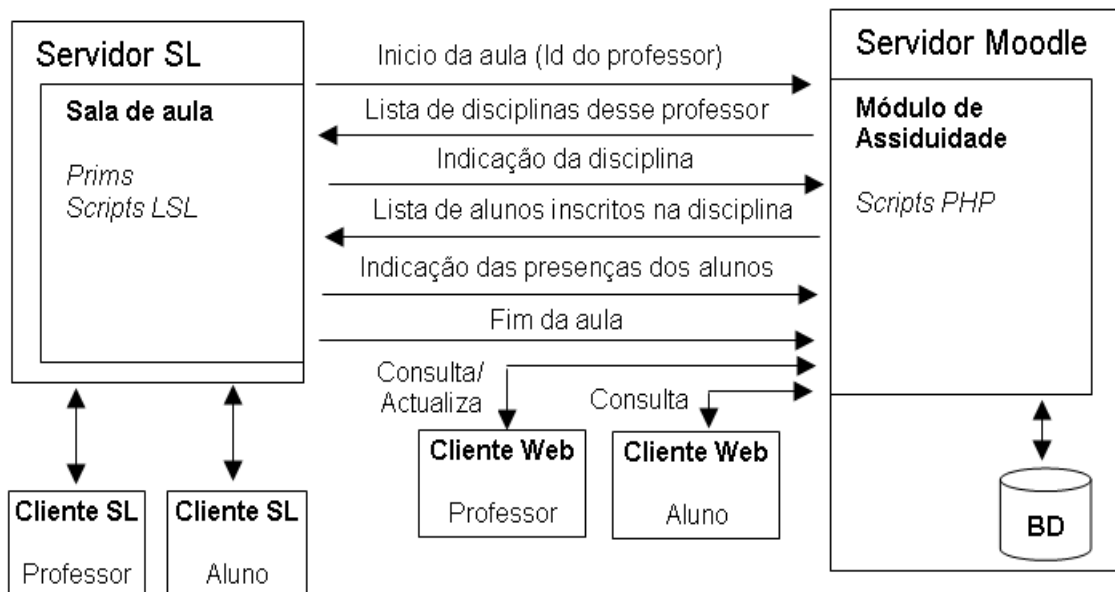 Servidor SL
Sala de aula
Prims
Scripts LSL
Inicio da aula (Id do professor)
Lista de disciplinas desse professor
Indicação da disciplina
Lista de alunos inscritos na disciplina
Indicação das presenças dos alunos
Fim da aula
Servidor Moodle
Módulo de
Assiduidade
Scripts PHP
Consulta/
Actualiza
Consulta
Cliente SL
Professor
Cliente SL
Aluno
Cliente Web
Professor
Cliente Web
Aluno
BD